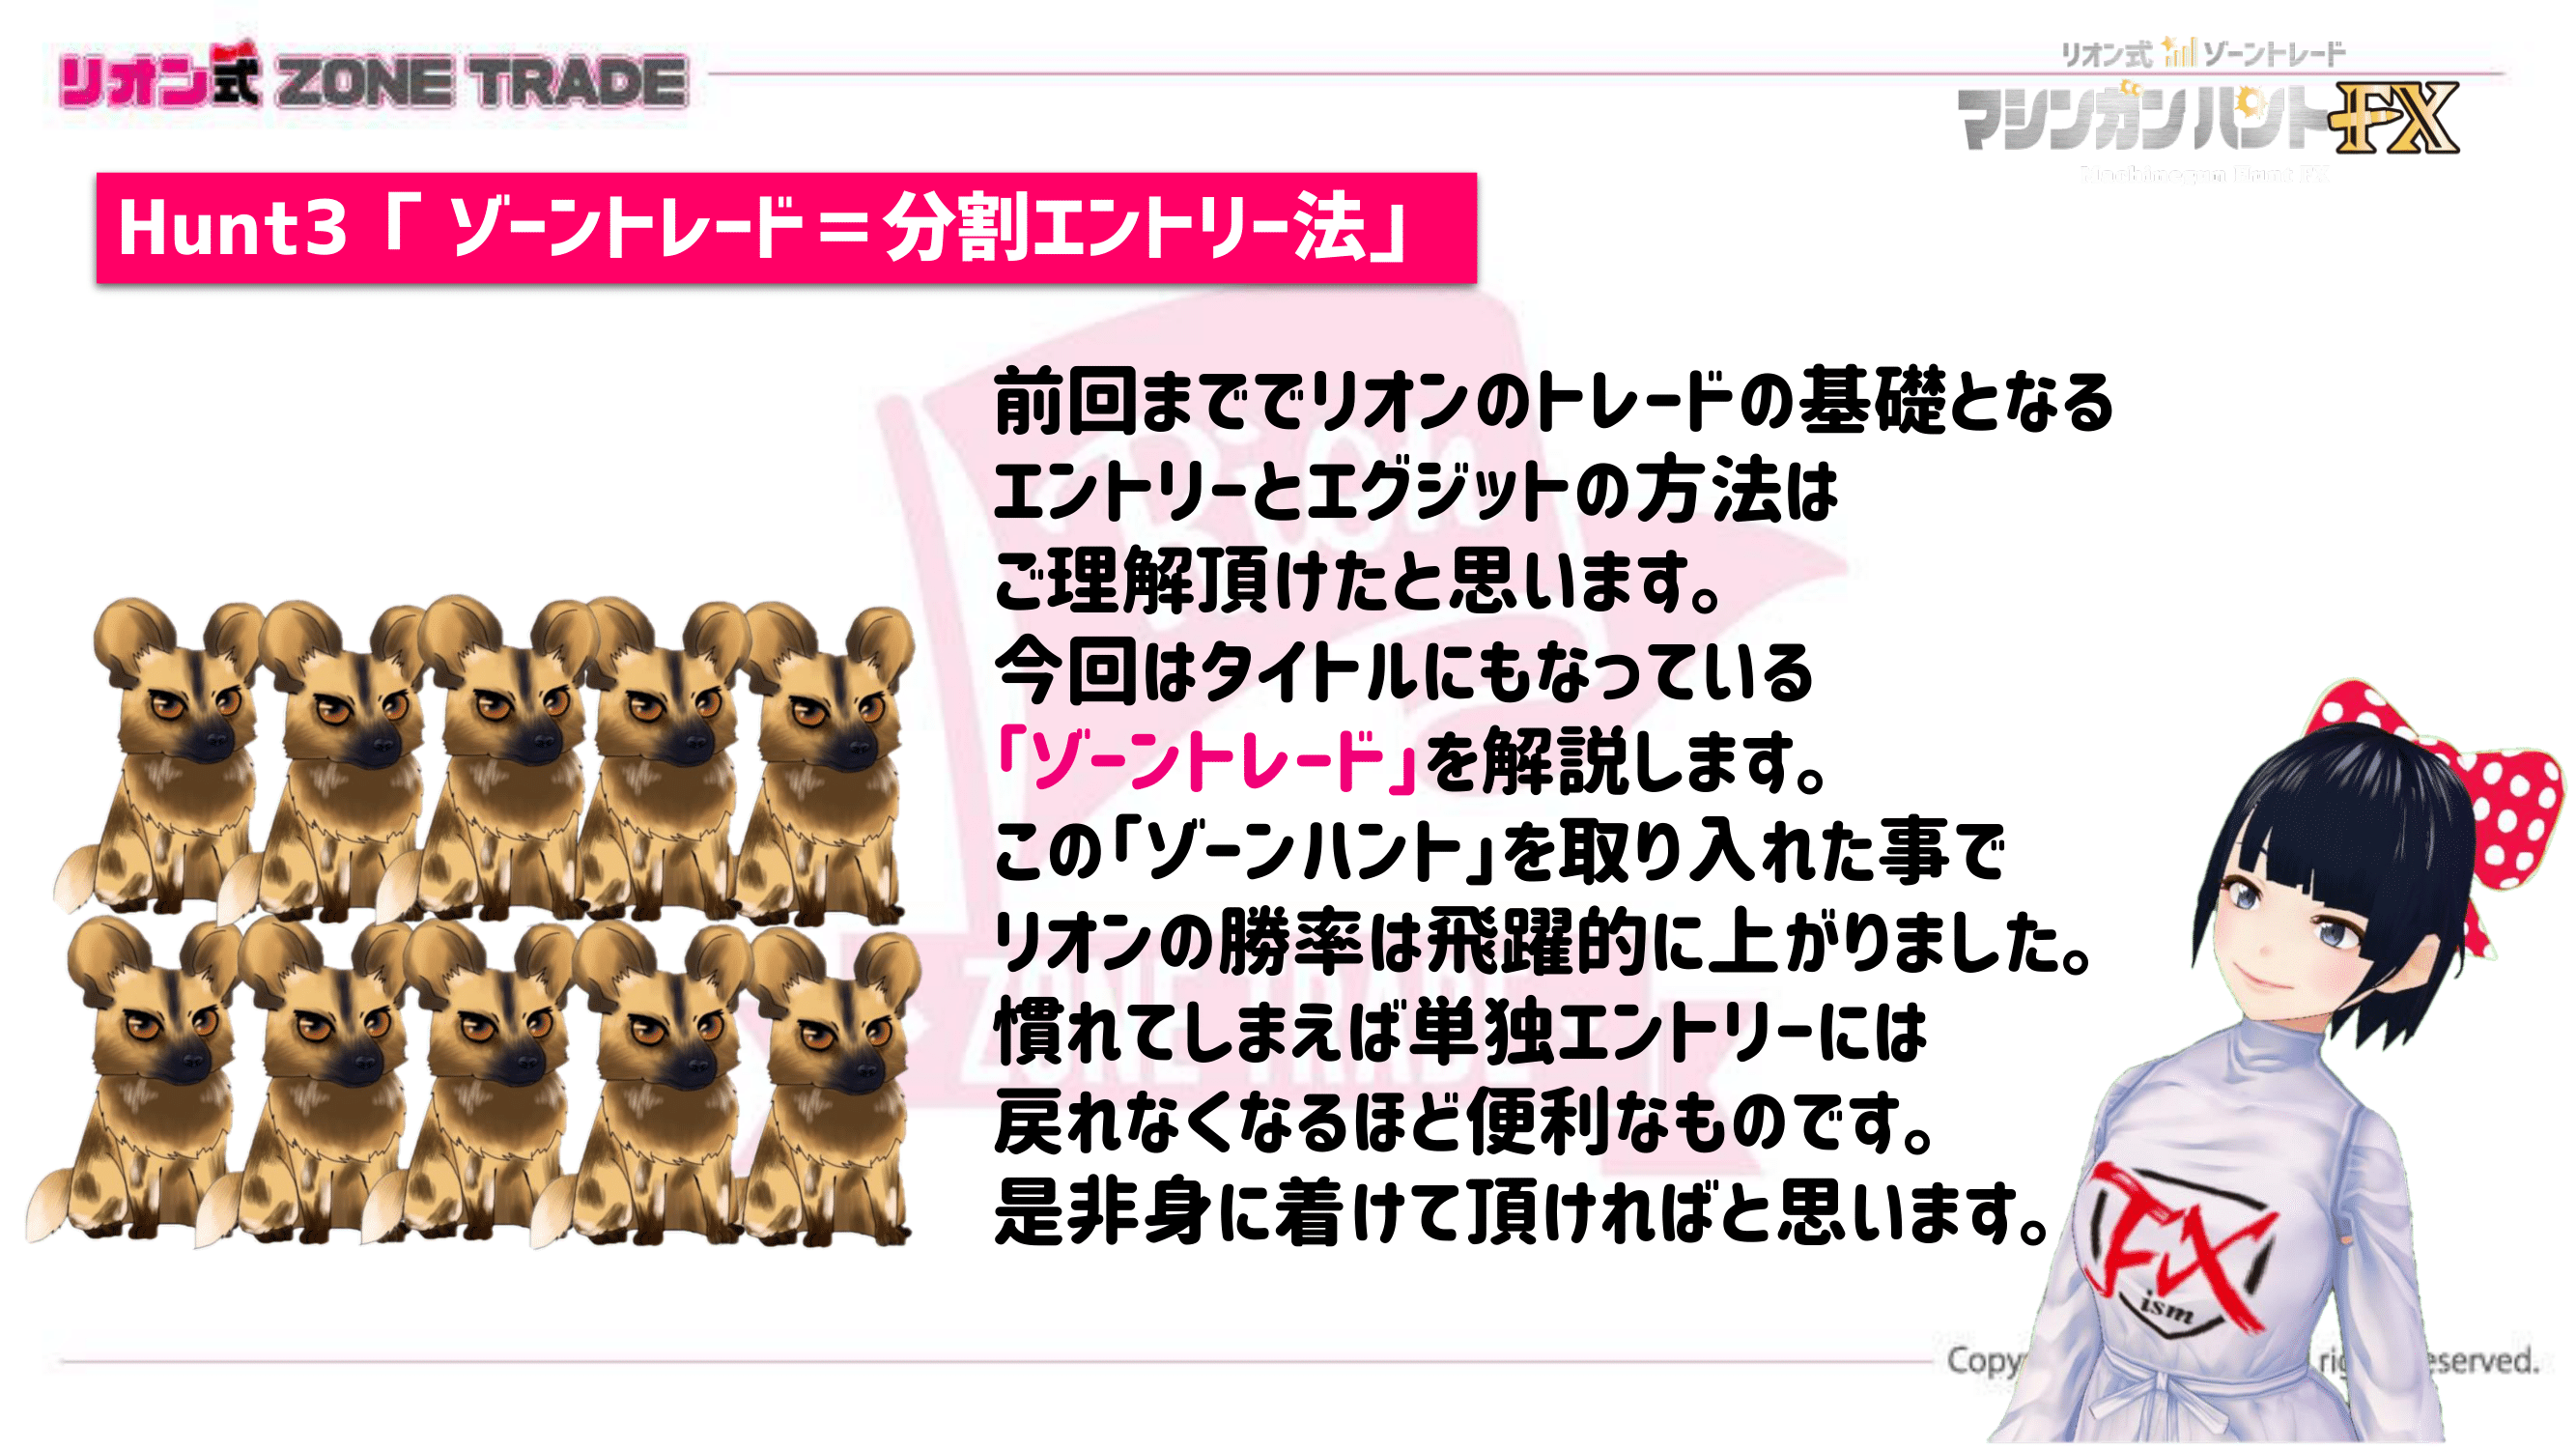 リオン式 ZONE TRADE
リオン式 ゾーントレード
マシンガンハントFX
Machinegun Hunt FX
Hunt3「 ゾーントレード＝分割エントリー法」
前回まででリオンのトレードの基礎となる
エントリーとエグジットの方法は
ご理解頂けたと思います。
今回はタイトルにもなっている
「ゾーントレード」を解説します。
この「ゾーンハント」を取り入れた事で
リオンの勝率は飛躍的に上がりました。
慣れてしまえば単独エントリーには
戻れなくなるほど便利なものです。
是非身に着けて頂ければと思います。
Rion
ZONE TRADE
FX
ism